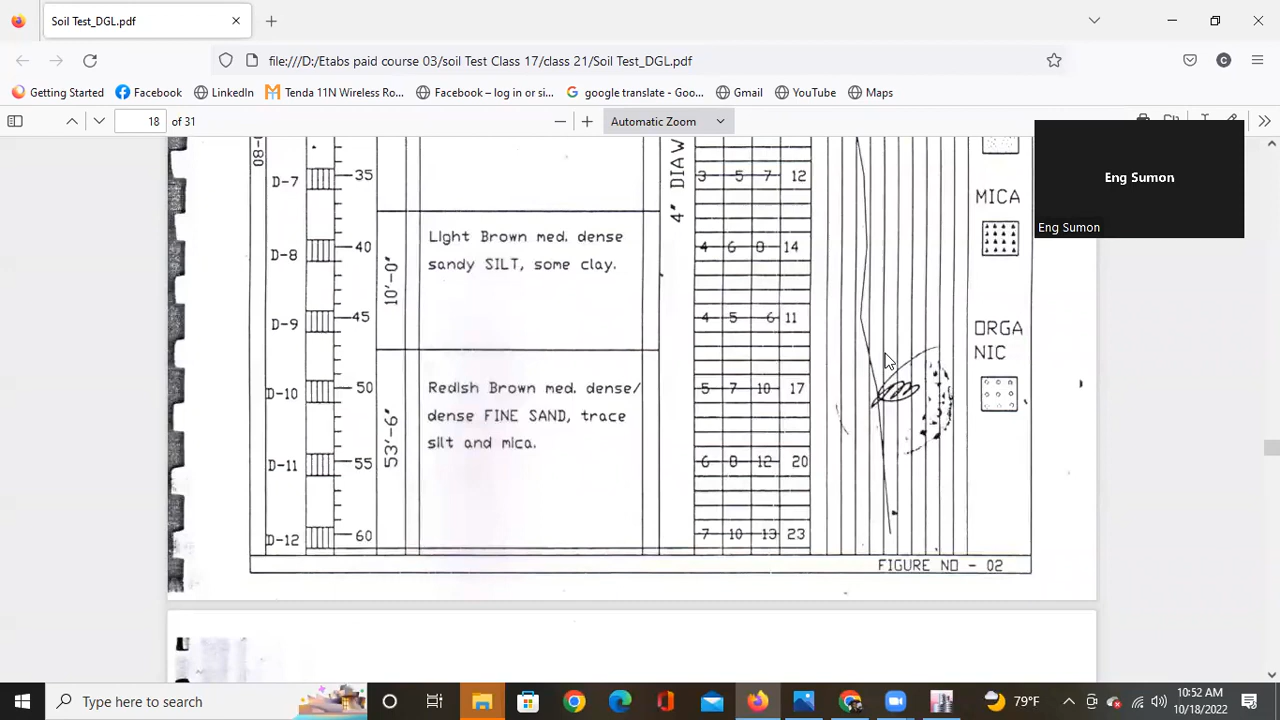 Soil Test_DGL.pdf
file:///D:/Etabs paid course 03/soil Test Class 17/class 21/Soil Test_DGL.pdf
C
Getting Started
Facebook
LinkedIn
Tenda 11N Wireless Ro...
Facebook – log in or si...
google translate - Goo...
Gmail
YouTube
Maps
18 of 31
Automatic Zoom
Eng Sumon
Eng Sumon
4" DIAW
D-7 35 3 5 7 12
MICA
LIght Brown med. dense
D-8 40 4 6 8 14
sandy SILT, some clay.
10'-0"
D-9 45 4 5 6 11
ORGA
NIC
Redish Brown med. dense/
D-10 50 5 7 10 17
dense FINE SAND, trace
silt and mica.
53'-6"
D-11 55 6 8 12 20
D-12 60 7 10 13 23
FIGURE NO - 02
Type here to search
79°F
10:52 AM
10/18/2022